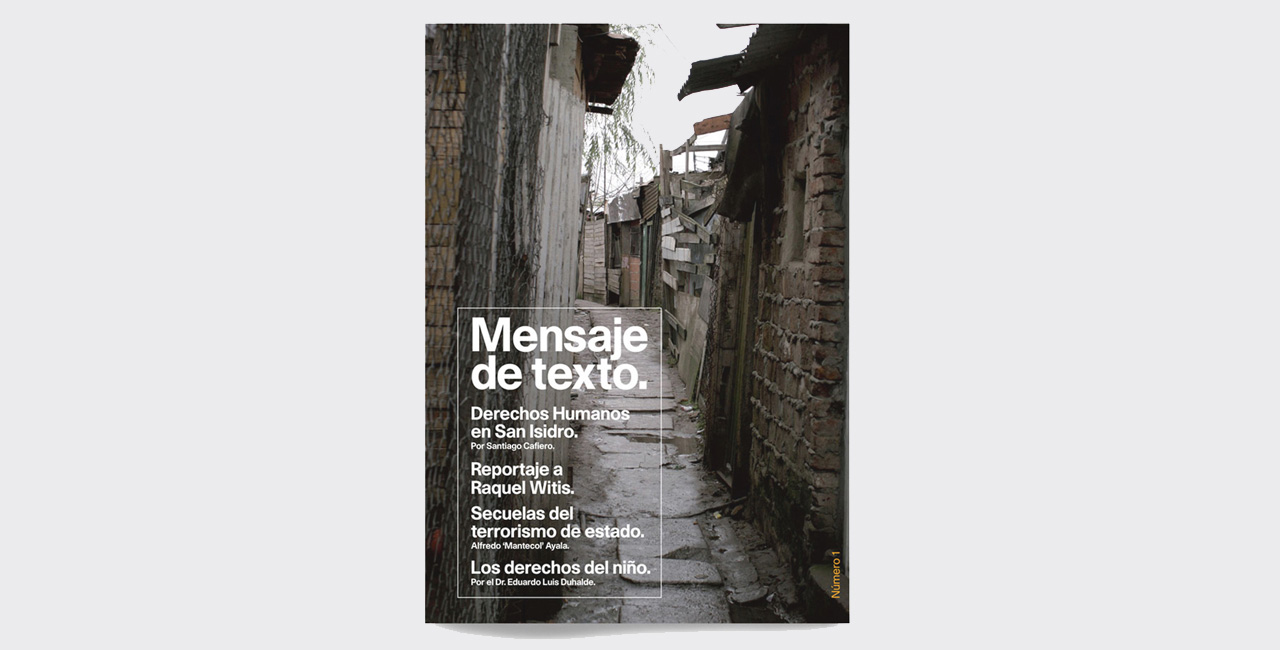 Mensaje
de texto.
Derechos Humanos
en San Isidro.
Por Santiago Cafiero.
Reportaje a
Raquel Witis.
Secuelas del
terrorismo de estado.
Alfredo ‘Mantecol’ Ayala.
Los derechos del niño.
Por el Dr. Eduardo Luis Duhalde.
Número 1